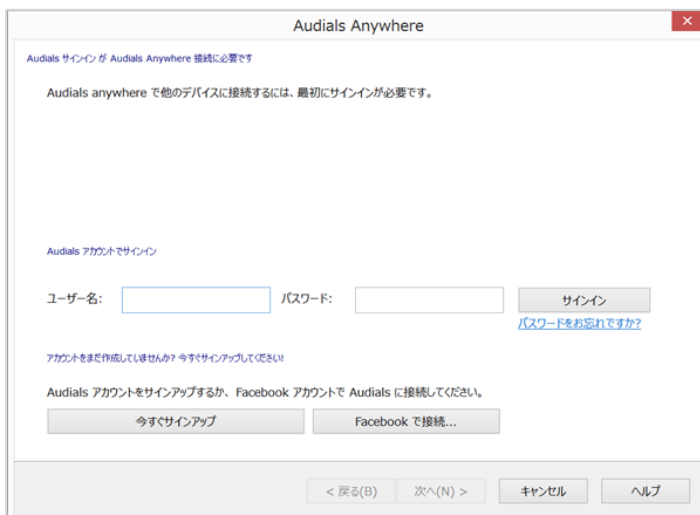 Audials Anywhere
Audials サインイン が Audials Anywhere 接続に必要です
Audials anywhere で他のデバイスに接続するには、最初にサインインが必要です。
Audials アカウントでサインイン
ユーザー名: パスワード: サインイン
パスワードをお忘れですか?
アカウントをまだ作成していませんか? 今すぐサインアップしてください!
Audials アカウントをサインアップするか、Facebook アカウントで Audials に接続してください。
今すぐサインアップ Facebook で接続...
< 戻る(B) 次へ(N) > キャンセル ヘルプ